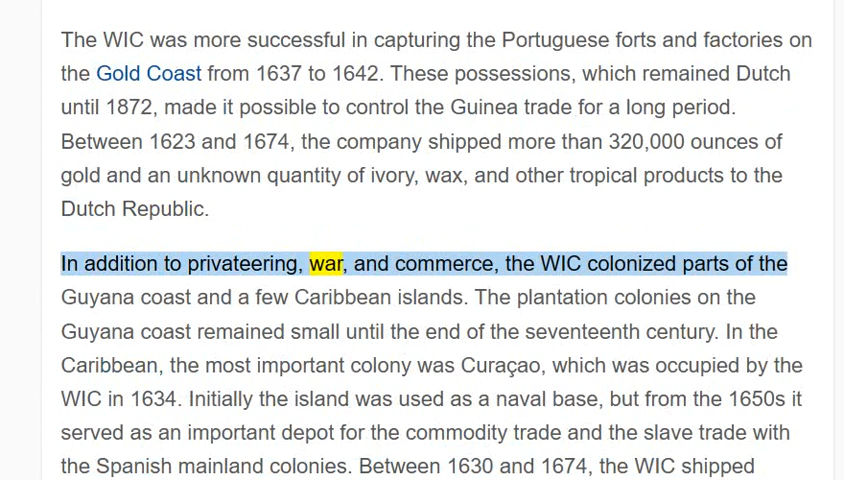 The WIC was more successful in capturing the Portuguese forts and factories on
the Gold Coast from 1637 to 1642. These possessions, which remained Dutch
until 1872, made it possible to control the Guinea trade for a long period.
Between 1623 and 1674, the company shipped more than 320,000 ounces of
gold and an unknown quantity of ivory, wax, and other tropical products to the
Dutch Republic.
In addition to privateering, war, and commerce, the WIC colonized parts of the
Guyana coast and a few Caribbean islands. The plantation colonies on the
Guyana coast remained small until the end of the seventeenth century. In the
Caribbean, the most important colony was Curaçao, which was occupied by the
WIC in 1634. Initially the island was used as a naval base, but from the 1650s it
served as an important depot for the commodity trade and the slave trade with
the Spanish mainland colonies. Between 1630 and 1674, the WIC shipped